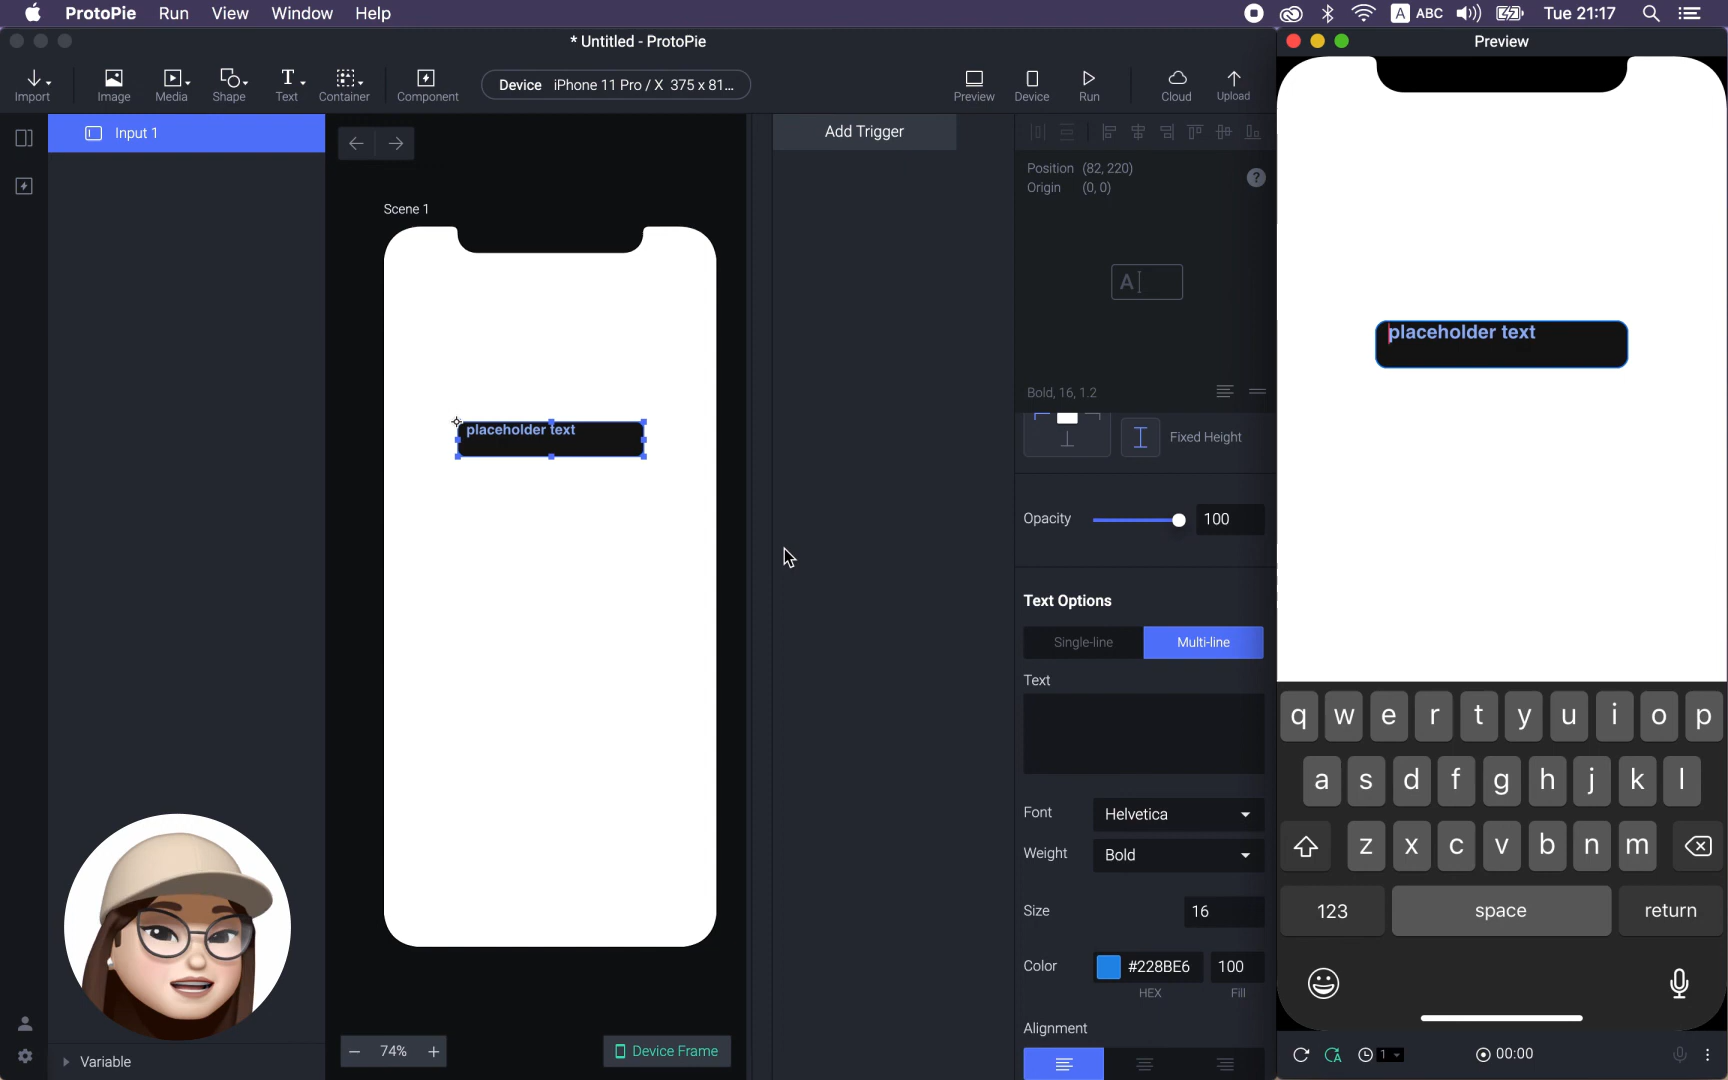 ProtoPie Run View Window Help
A ABC Tue 21:17
* Untitled - ProtoPie
Preview
Import
Image
Media
Shape
T
Text
Container
Component
Device iPhone 11 Pro / X 375 x 81...
Preview
Device
Run
Cloud
Upload
Input 1
Add Trigger
Position (82, 220)
Origin (0, 0)
?
Scene 1
A
placeholder text
placeholder text
Bold, 16, 1.2
Fixed Height
Opacity 100
Text Options
Single-line Multi-line
Text
Font Helvetica
Weight Bold
Size 16
Color #228BE6 100
HEX Fill
Alignment
q w e r t y u i o p
a s d f g h j k l
z x c v b n m
123 space return
Variable
74%
Device Frame
A
1
00:00